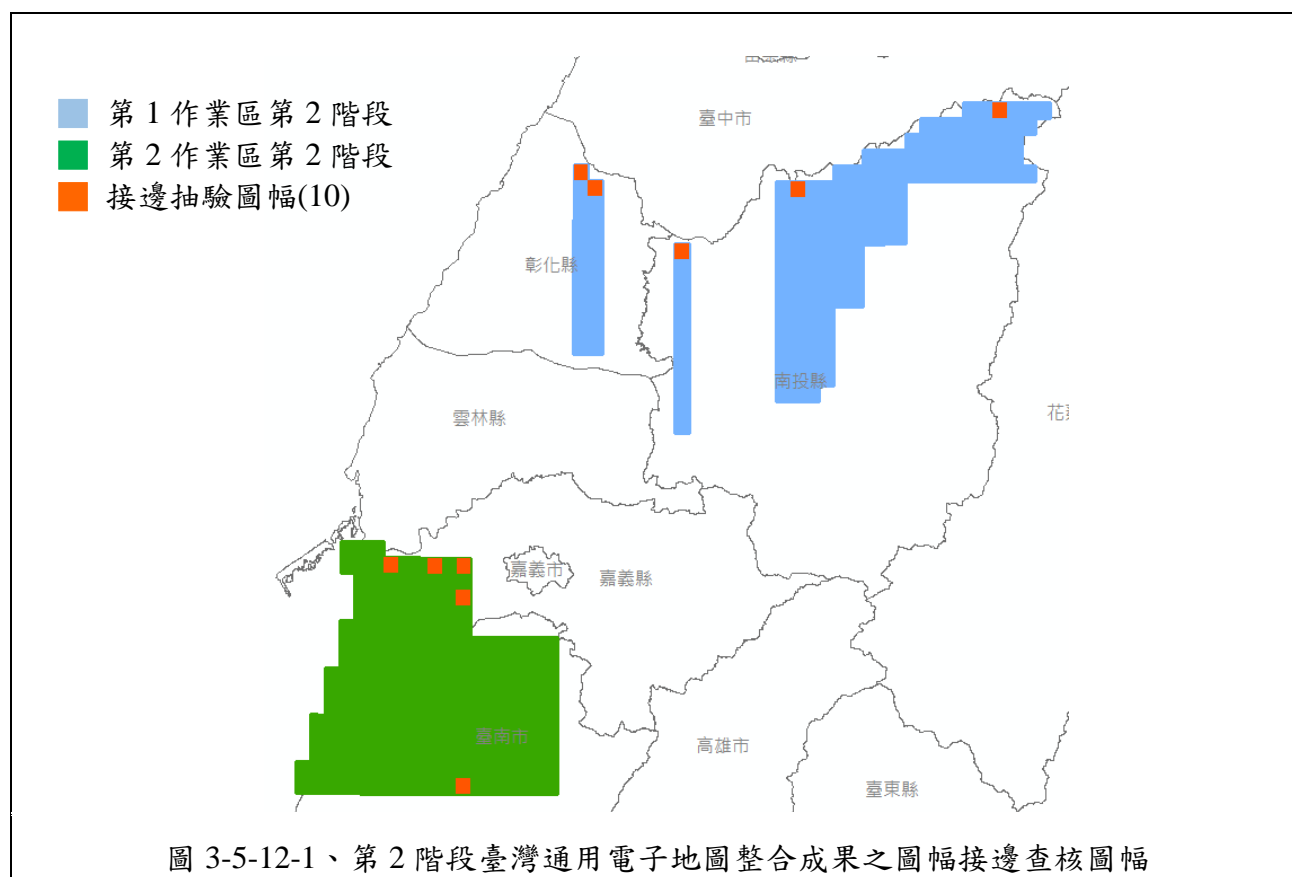 臺中市
第 1 作業區第 2 階段
第 2 作業區第 2 階段
接邊抽驗圖幅(10)
彰化縣
南投縣
雲林縣
嘉義市
嘉義縣
臺南市
高雄市
臺東縣
圖 3-5-12-1、第 2 階段臺灣通用電子地圖整合成果之圖幅接邊查核圖幅